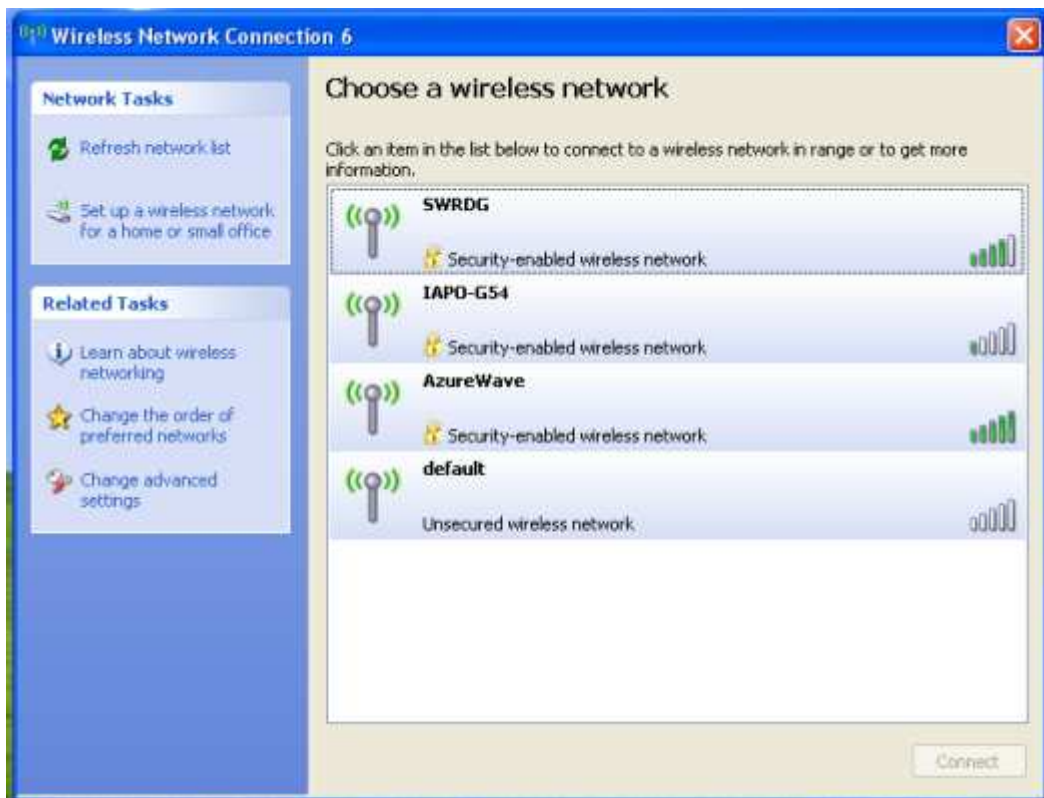 Wireless Network Connection 6
Network Tasks
Refresh network list
Set up a wireless network
for a home or small office
Related Tasks
Learn about wireless
networking
Change the order of
preferred networks
Change advanced
settings
Choose a wireless network
Click an item in the list below to connect to a wireless network in range or to get more
information.
SWRDG
Security-enabled wireless network
IAPO-G54
Security-enabled wireless network
AzureWave
Security-enabled wireless network
default
Unsecured wireless network
Connect